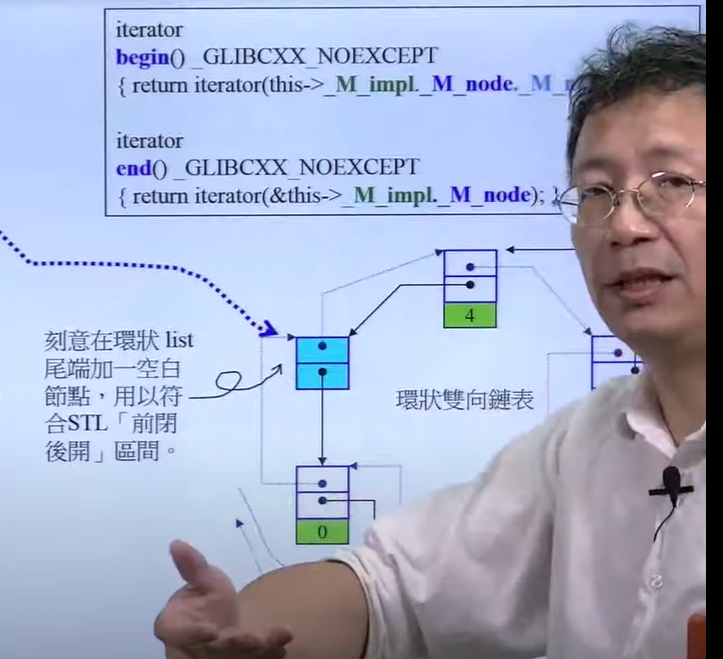 iterator
begin() _GLIBCXX_NOEXCEPT
{ return iterator(this->_M_impl._M_node._M_n
iterator
end() _GLIBCXX_NOEXCEPT
{ return iterator(&this->_M_impl._M_node); }
4
刻意在環狀 list
尾端加一空白
節點，用以符
合STL「前閉
後開」區間。
環狀雙向鏈表
0